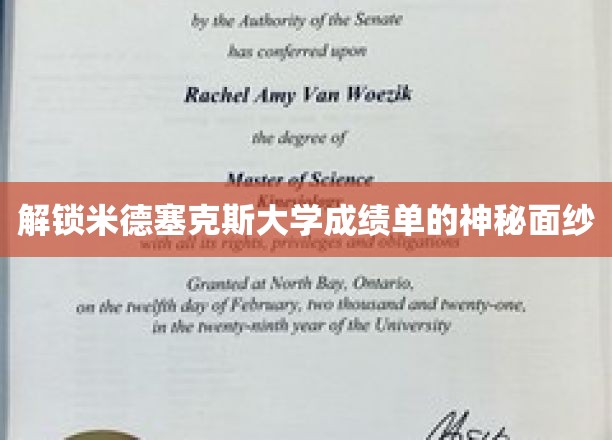 by the Authority of the Senate
has conferred upon
Rachel Amy Van Woezik
the degree of
Master of Science
Kinesiology
解锁米德塞克斯大学成绩单的神秘面纱
with all its rights, privileges and obligations
Granted at North Bay, Ontario,
on the twelfth day of February, two thousand and twenty-one,
in the twenty-ninth year of the University